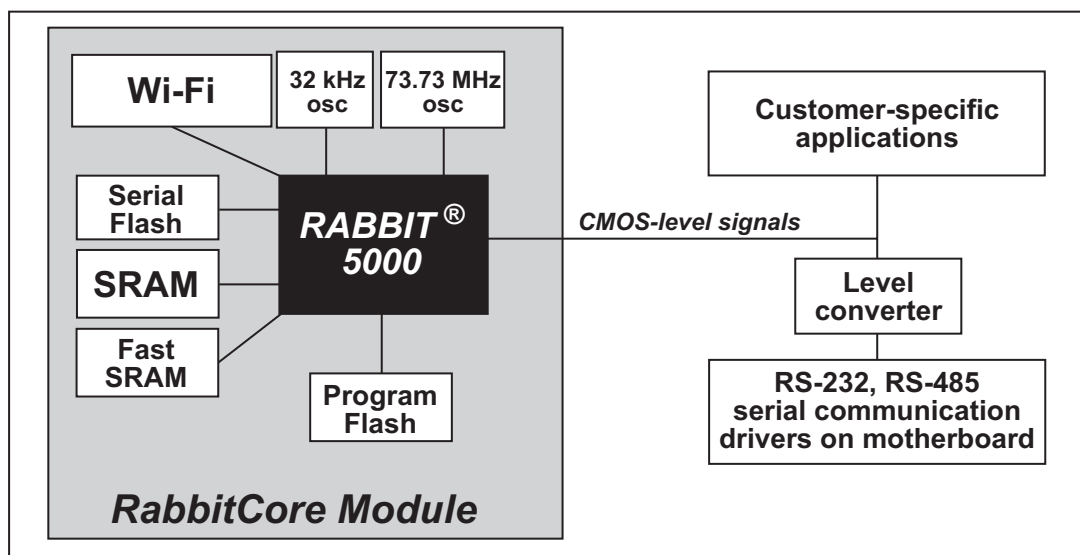 Wi-Fi
32 kHz
osc
73.73 MHz
osc
Serial
Flash
SRAM
Fast
SRAM
RABBIT®
5000
Program
Flash
RabbitCore Module
CMOS-level signals
Customer-specific
applications
Level
converter
RS-232, RS-485
serial communication
drivers on motherboard